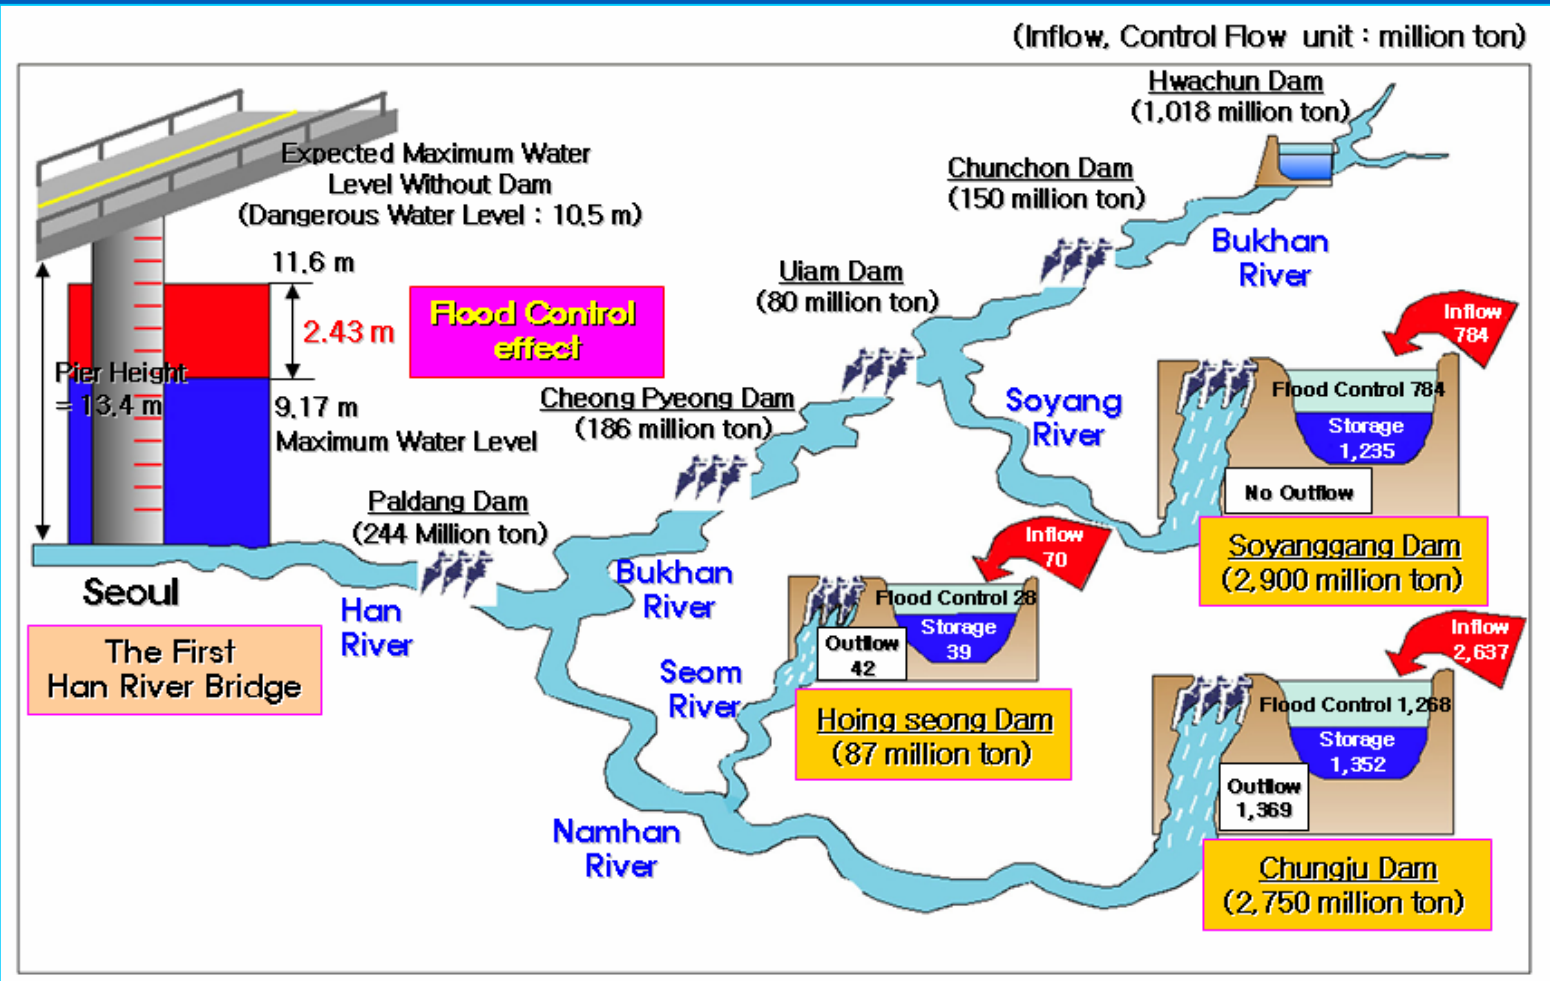 (Inflow, Control Flow unit : million ton)
Hwachun Dam
(1,018 million ton)
Expected Maximum Water
Level Without Dam
(Dangerous Water Level : 10.5 m)
Chunchon Dam
(150 million ton)
Bukhan
River
11.6 m
Uiam Dam
(80 million ton)
Flood Control
effect
2.43 m
Inflow
784
Pier Height
= 13.4 m
9.17 m
Maximum Water Level
Cheong Pyeong Dam
(186 million ton)
Soyang
River
Flood Control 784
Storage
1,235
No Outflow
Soyanggang Dam
(2,900 million ton)
Paldang Dam
(244 Million ton)
Seoul
Han
River
Bukhan
River
Inflow
70
Flood Control 28
Storage
39
Outflow
42
The First
Han River Bridge
Seom
River
Hoing seong Dam
(87 million ton)
Inflow
2,637
Flood Control 1,268
Storage
1,352
Outflow
1,369
Namhan
River
Chungju Dam
(2,750 million ton)